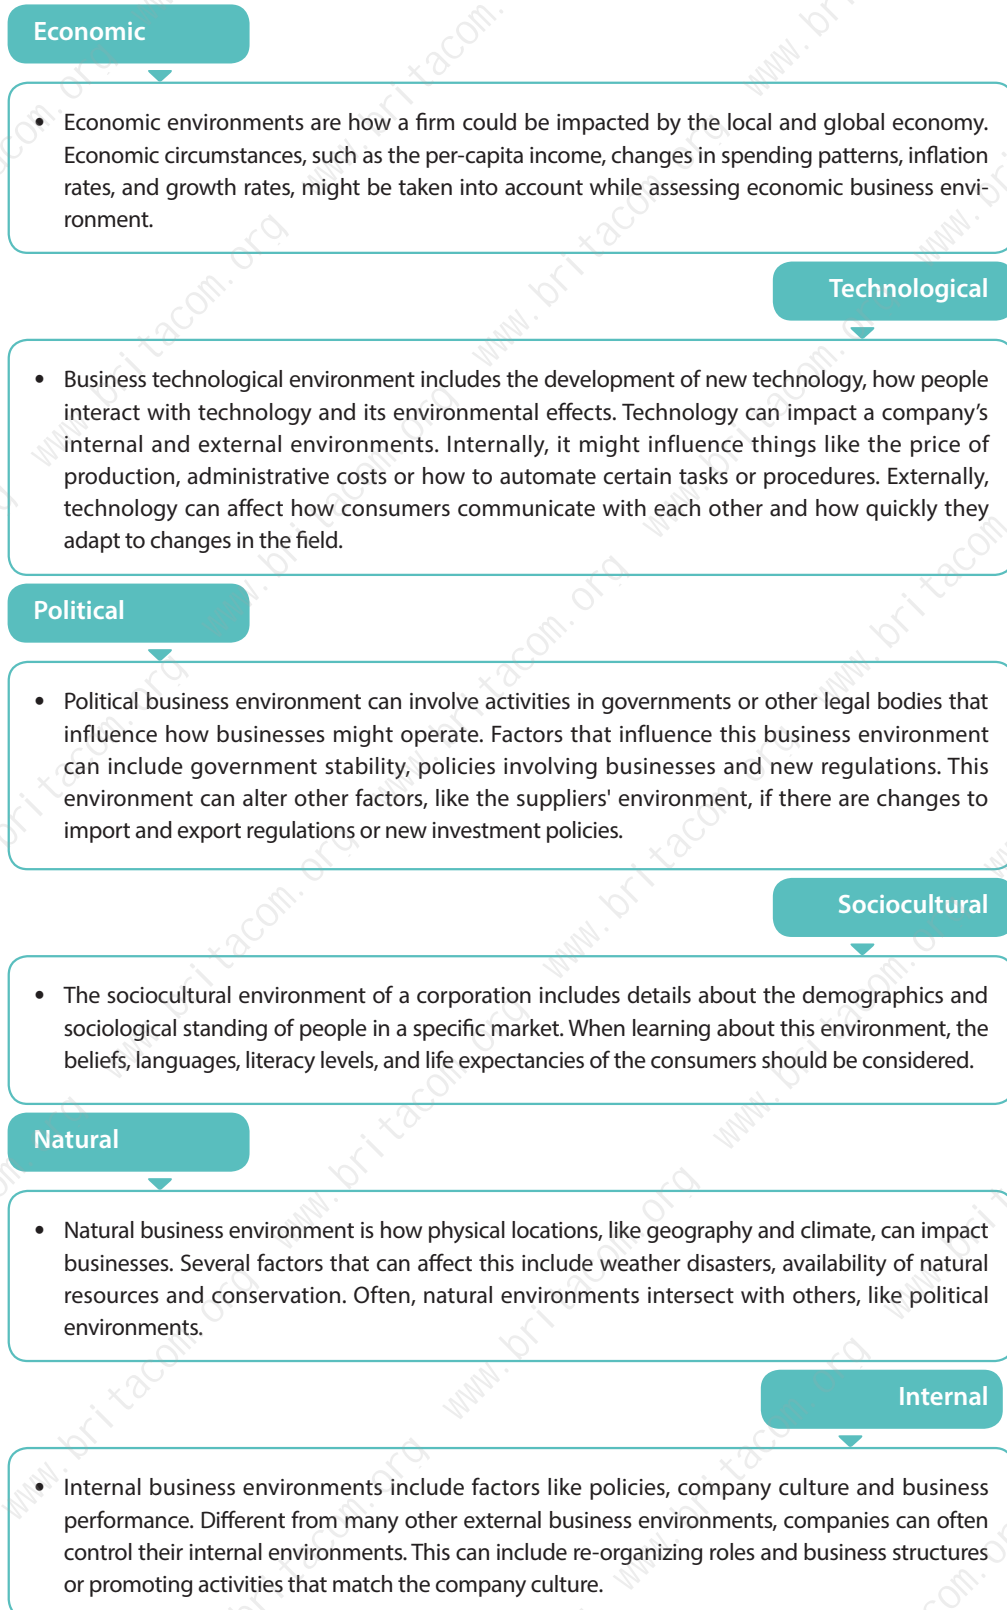 Economic
• Economic environments are how a firm could be impacted by the local and global economy.
Economic circumstances, such as the per-capita income, changes in spending patterns, inflation
rates, and growth rates, might be taken into account while assessing economic business envi-
ronment.
Technological
• Business technological environment includes the development of new technology, how people
interact with technology and its environmental effects. Technology can impact a company’s
internal and external environments. Internally, it might influence things like the price of
production, administrative costs or how to automate certain tasks or procedures. Externally,
technology can affect how consumers communicate with each other and how quickly they
adapt to changes in the field.
Political
• Political business environment can involve activities in governments or other legal bodies that
influence how businesses might operate. Factors that influence this business environment
can include government stability, policies involving businesses and new regulations. This
environment can alter other factors, like the suppliers' environment, if there are changes to
import and export regulations or new investment policies.
Sociocultural
• The sociocultural environment of a corporation includes details about the demographics and
sociological standing of people in a specific market. When learning about this environment, the
beliefs, languages, literacy levels, and life expectancies of the consumers should be considered.
Natural
• Natural business environment is how physical locations, like geography and climate, can impact
businesses. Several factors that can affect this include weather disasters, availability of natural
resources and conservation. Often, natural environments intersect with others, like political
environments.
Internal
• Internal business environments include factors like policies, company culture and business
performance. Different from many other external business environments, companies can often
control their internal environments. This can include re-organizing roles and business structures
or promoting activities that match the company culture.
www.britacom.org